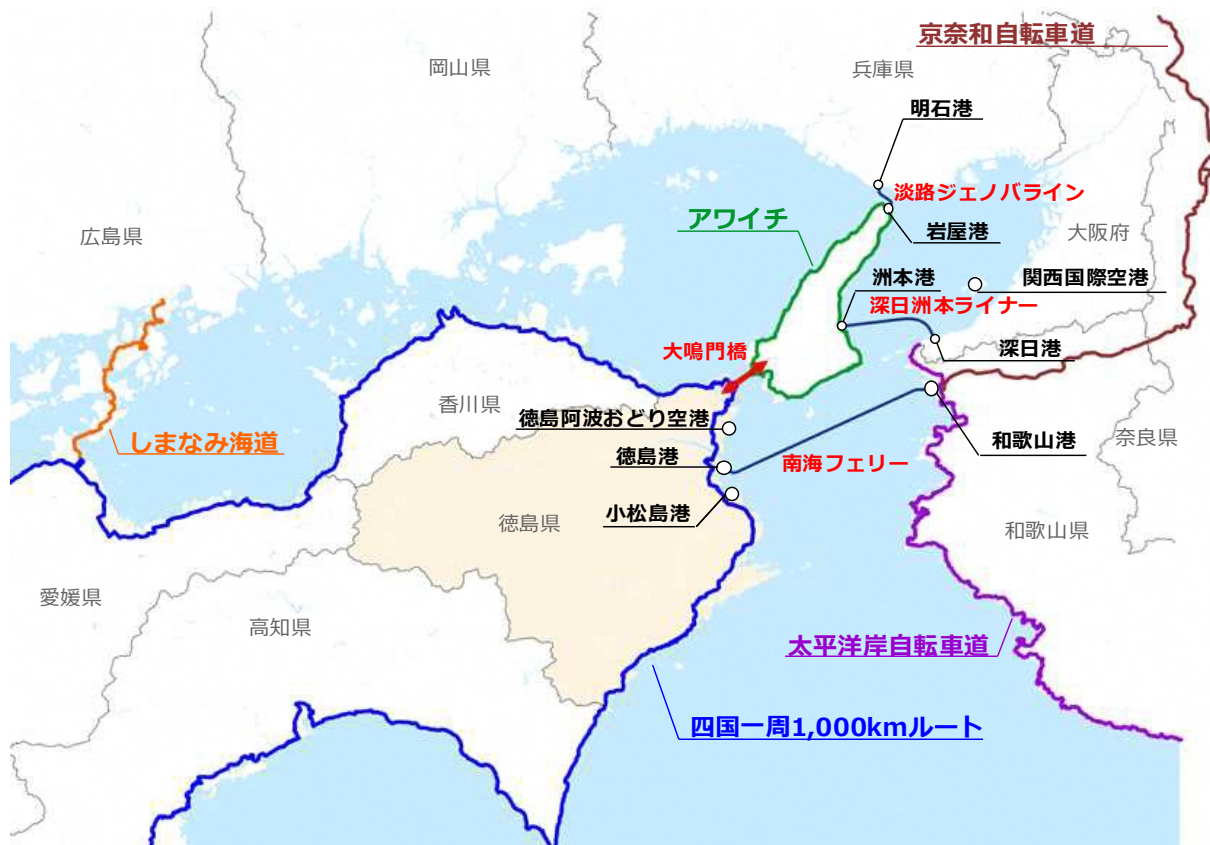 京奈和自転車道
岡山県
兵庫県
明石港
淡路ジェノバライン
アワイチ
岩屋港
広島県
大阪府
洲本港
関西国際空港
深日洲本ライナー
大鳴門橋
深日港
香川県
徳島阿波おどり空港
しまなみ海道
和歌山港
奈良県
徳島港
南海フェリー
小松島港
徳島県
和歌山県
愛媛県
高知県
太平洋岸自転車道
四国一周1,000kmルート